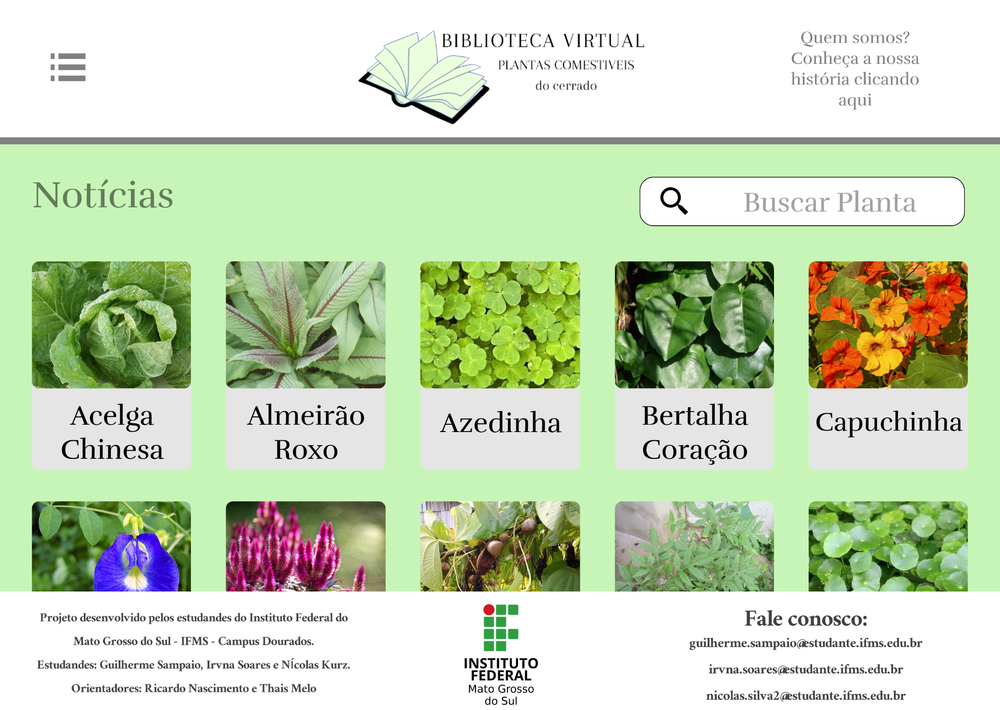 BIBLIOTECA VIRTUAL
PLANTAS COMESTIVEIS
do cerrado
Quem somos?
Conheça a nossa
história clicando
aqui
Notícias
Buscar Planta
Acelga
Chinesa
Almeirão
Roxo
Azedinha
Bertalha
Coração
Capuchinha
Projeto desenvolvido pelos estudandes do Instituto Federal do
Mato Grosso do Sul - IFMS - Campus Dourados.
Estudandes: Guilherme Sampaio, Irvna Soares e NÍcolas Kurz.
Orientadores: Ricardo Nascimento e Thais Melo
INSTITUTO
FEDERAL
Mato Grosso
do Sul
Fale conosco:
guilherme.sampaio@estudante.ifms.edu.br
irvna.soares@estudante.ifms.edu.br
nicolas.silva2@estudante.ifms.edu.br